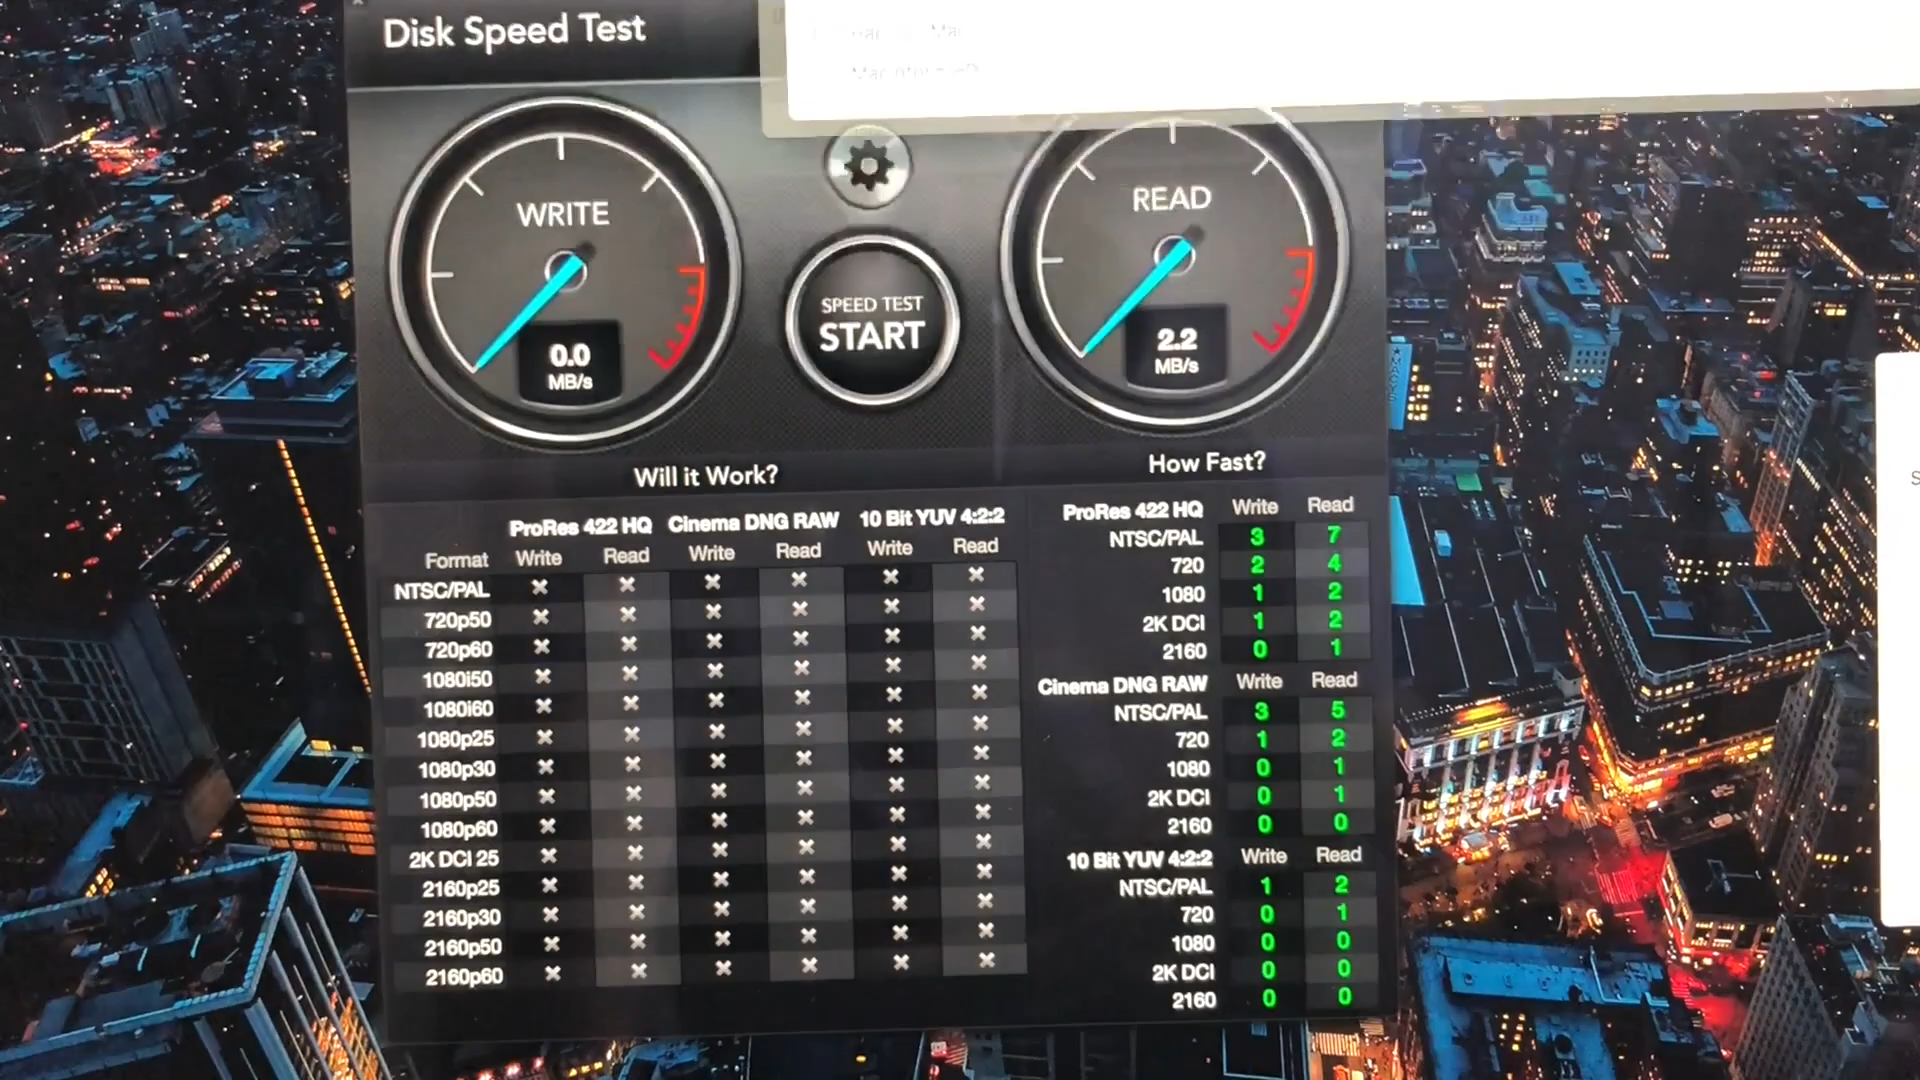 Disk Speed Test
WRITE
0.0
MB/s
SPEED TEST
START
READ
2.2
MB/s
Will it Work?
ProRes 422 HQ Cinema DNG RAW 10 Bit YUV 4:2:2
Format Write Read Write Read Write Read
NTSC/PAL
720p50
720p60
1080i50
1080i60
1080p25
1080p30
1080p50
1080p60
2K DCI 25
2160p25
2160p30
2160p50
2160p60
How Fast?
ProRes 422 HQ Write Read
NTSC/PAL 3 7
720 2 4
1080 1 2
2K DCI 1 2
2160 0 1
Cinema DNG RAW Write Read
NTSC/PAL 3 5
720 1 2
1080 0 1
2K DCI 0 1
2160 0 0
10 Bit YUV 4:2:2 Write Read
NTSC/PAL 1 2
720 0 1
1080 0 0
2K DCI 0 0
2160 0 0